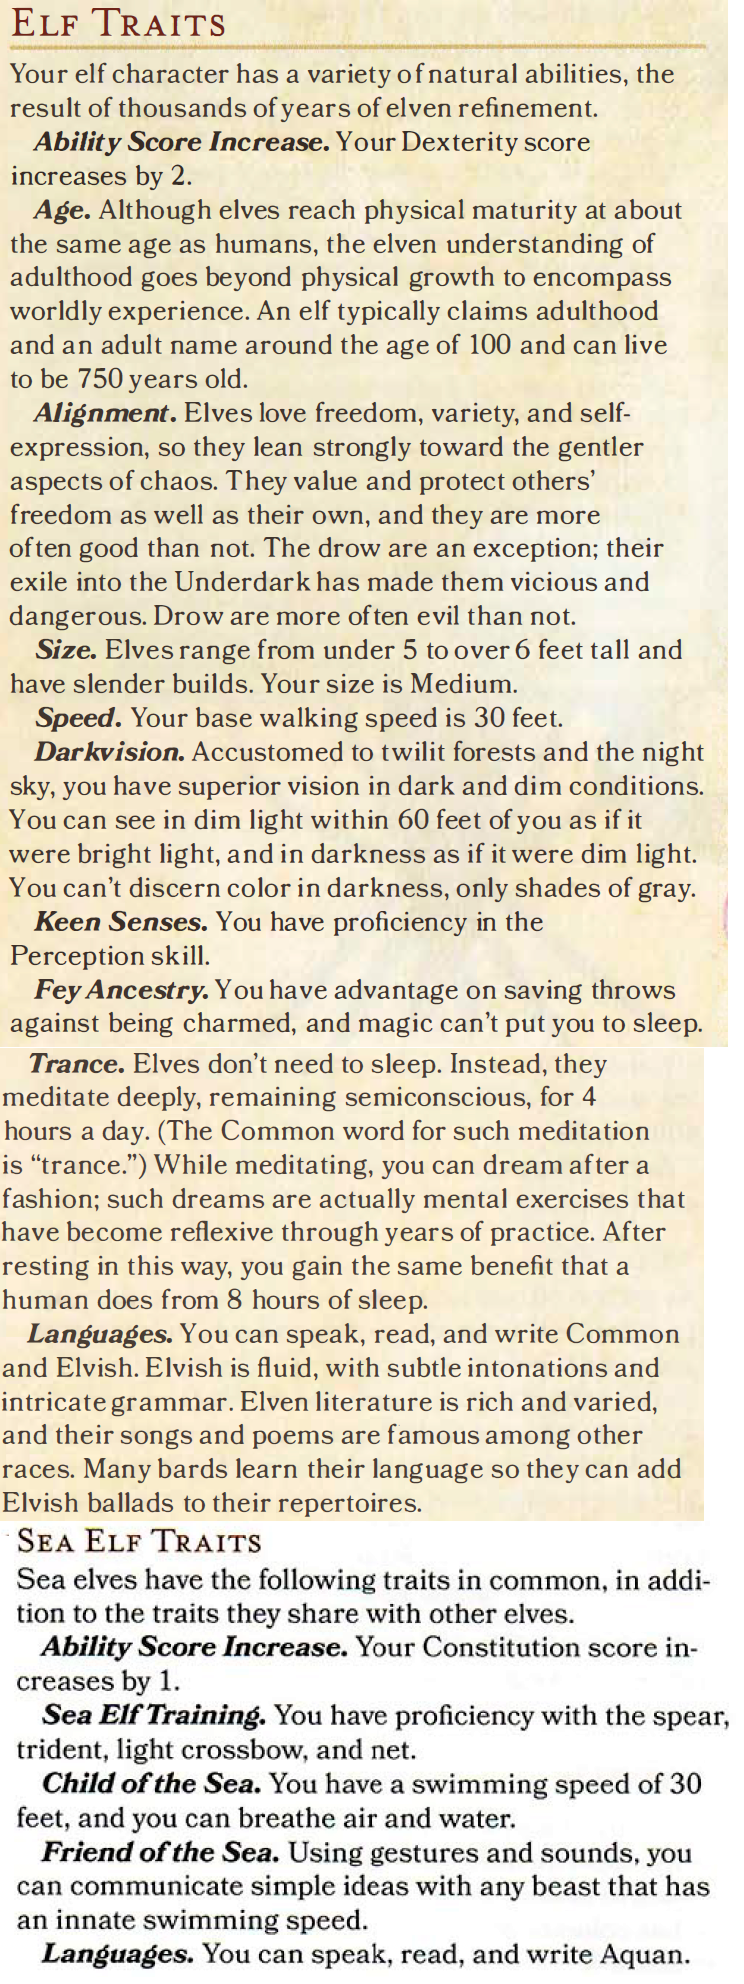 ELF TRAITS
Your elf character has a variety of natural abilities, the
result of thousands of years of elven refinement.
Ability Score Increase. Your Dexterity score
increases by 2.
Age. Although elves reach physical maturity at about
the same age as humans, the elven understanding of
adulthood goes beyond physical growth to encompass
worldly experience. An elf typically claims adulthood
and an adult name around the age of 100 and can live
to be 750 years old.
Alignment. Elves love freedom, variety, and self-
expression, so they lean strongly toward the gentler
aspects of chaos. They value and protect others'
freedom as well as their own, and they are more
often good than not. The drow are an exception; their
exile into the Underdark has made them vicious and
dangerous. Drow are more often evil than not.
Size. Elves range from under 5 to over 6 feet tall and
have slender builds. Your size is Medium.
Speed. Your base walking speed is 30 feet.
Darkvision. Accustomed to twilit forests and the night
sky, you have superior vision in dark and dim conditions.
You can see in dim light within 60 feet of you as if it
were bright light, and in darkness as if it were dim light.
You can't discern color in darkness, only shades of gray.
Keen Senses. You have proficiency in the
Perception skill.
Fey Ancestry. You have advantage on saving throws
against being charmed, and magic can't put you to sleep.
Trance. Elves don't need to sleep. Instead, they
meditate deeply, remaining semiconscious, for 4
hours a day. (The Common word for such meditation
is “trance.”) While meditating, you can dream after a
fashion; such dreams are actually mental exercises that
have become reflexive through years of practice. After
resting in this way, you gain the same benefit that a
human does from 8 hours of sleep.
Languages. You can speak, read, and write Common
and Elvish. Elvish is fluid, with subtle intonations and
intricate grammar. Elven literature is rich and varied,
and their songs and poems are famous among other
races. Many bards learn their language so they can add
Elvish ballads to their repertoires.
SEA ELF TRAITS
Sea elves have the following traits in common, in addi-
tion to the traits they share with other elves.
Ability Score Increase. Your Constitution score in-
creases by 1.
Sea Elf Training. You have proficiency with the spear,
trident, light crossbow, and net.
Child of the Sea. You have a swimming speed of 30
feet, and you can breathe air and water.
Friend of the Sea. Using gestures and sounds, you
can communicate simple ideas with any beast that has
an innate swimming speed.
Languages. You can speak, read, and write Aquan.